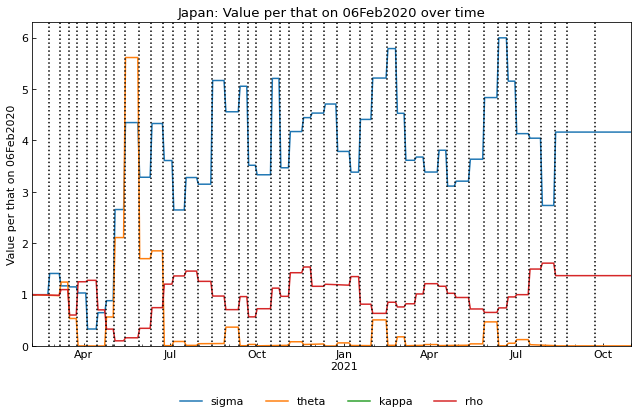 Japan: Value per that on 06Feb2020 over time
Value per that on 06Feb2020
6
5
4
3
2
1
0
Apr Jul Oct Jan Apr Jul Oct
2021
sigma theta kappa rho